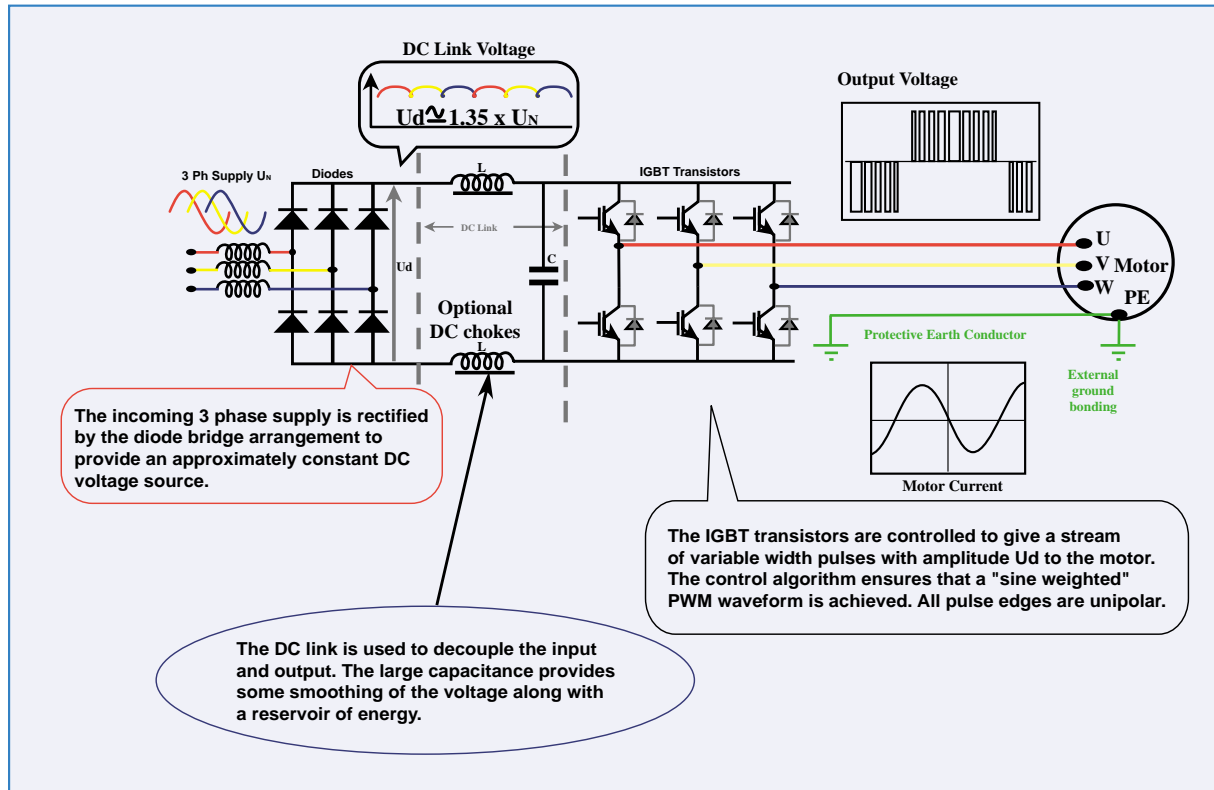 DC Link Voltage
Ud ≃ 1.35 x UN
Output Voltage
3 Ph Supply UN
Diodes
L
IGBT Transistors
DC Link
Ud
C
Optional
DC chokes
L
U
V
Motor
W
PE
Protective Earth Conductor
External
ground
bonding
Motor Current
The incoming 3 phase supply is rectified
by the diode bridge arrangement to
provide an approximately constant DC
voltage source.
The IGBT transistors are controlled to give a stream
of variable width pulses with amplitude Ud to the motor.
The control algorithm ensures that a "sine weighted"
PWM waveform is achieved. All pulse edges are unipolar.
The DC link is used to decouple the input
and output. The large capacitance provides
some smoothing of the voltage along with
a reservoir of energy.